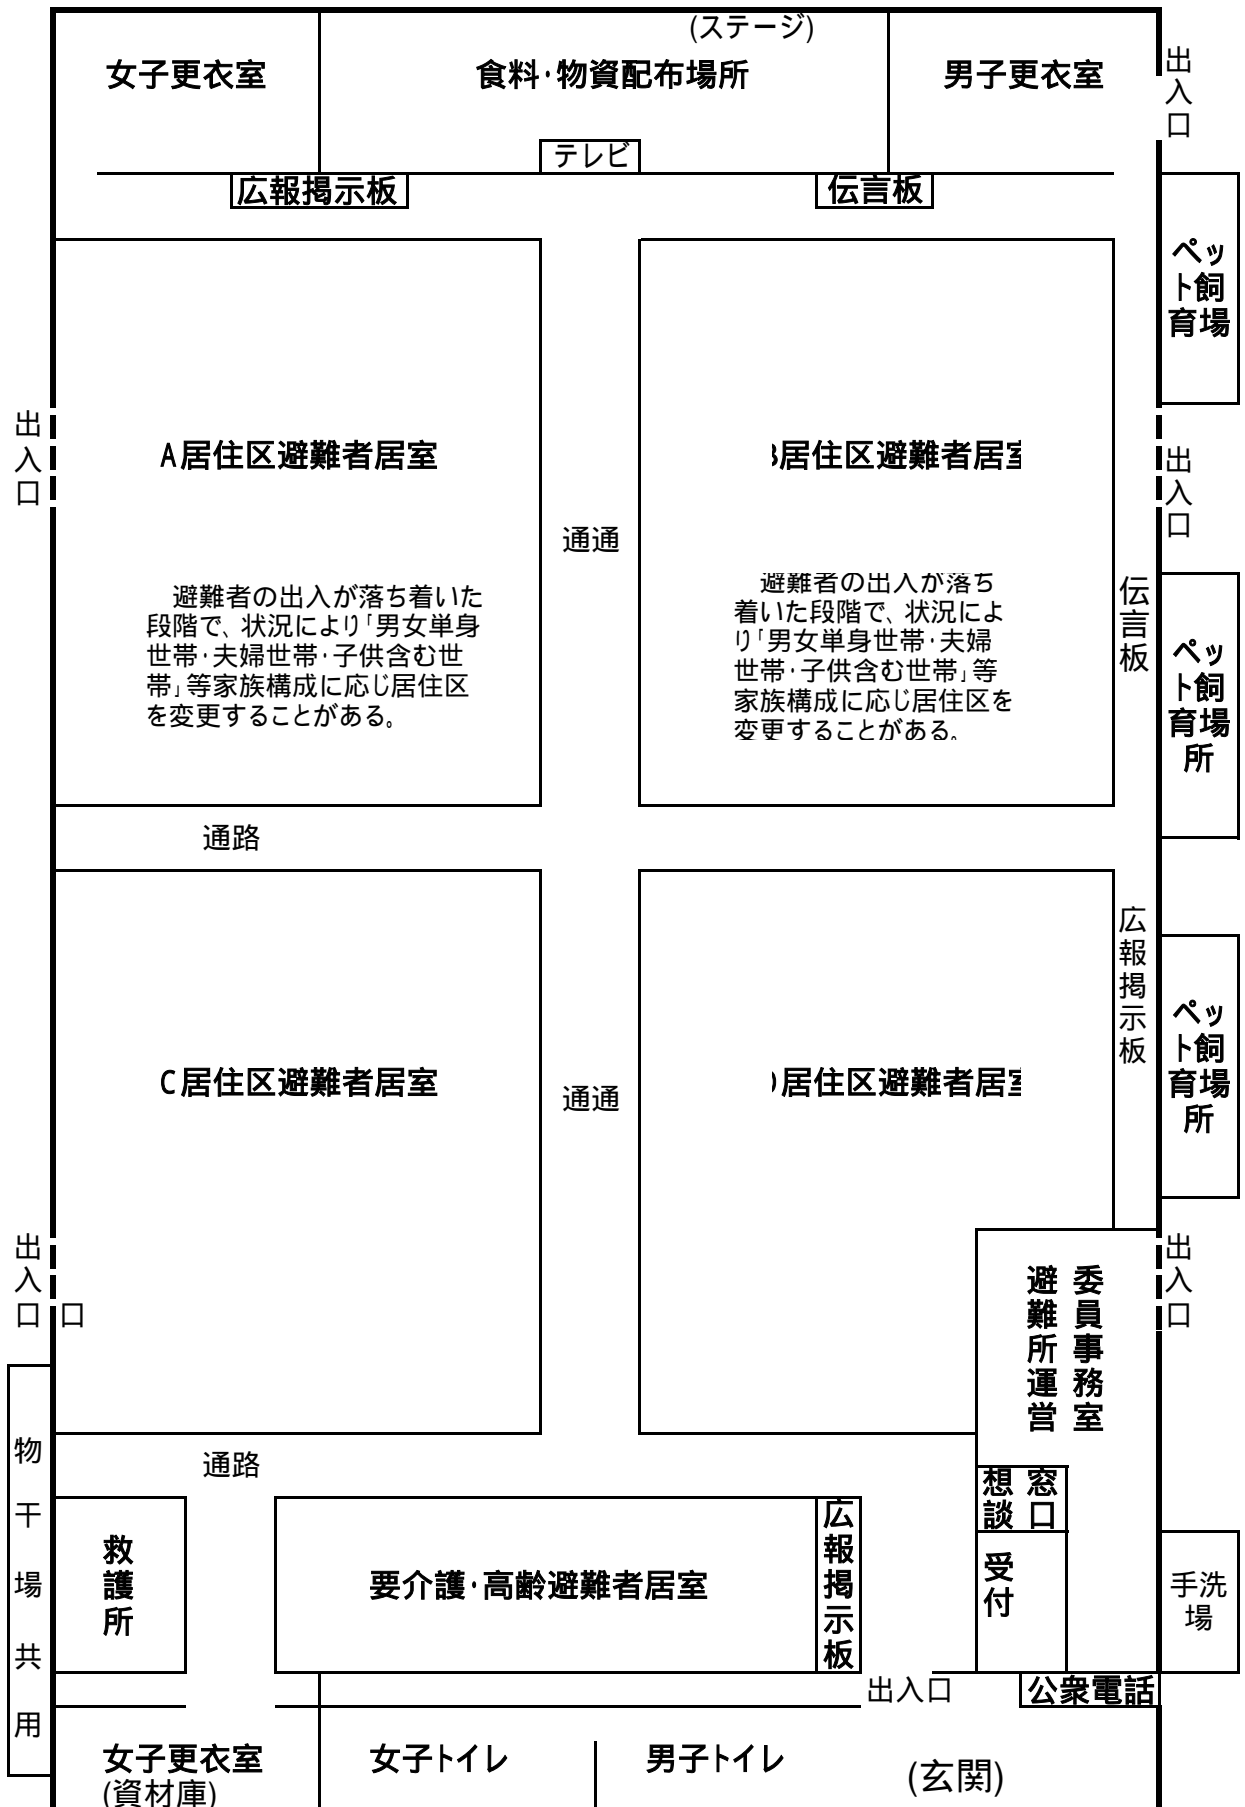 (ステージ)
女子更衣室
食料・物資配布場所
男子更衣室
出入口
テレビ
広報掲示板
伝言板
ペッ
ト飼
育場
出入口
A居住区避難者居室
居住区避難者居室
出入口
通通
避難者の出入が落ち着いた
段階で、状況により「男女単身
世帯・夫婦世帯・子供含む世
帯」等家族構成に応じ居住区
を変更することがある。
避難者の出入が落ち
着いた段階で、状況によ
り「男女単身世帯・夫婦
世帯・子供含む世帯」等
家族構成に応じ居住区を
変更することがある。
伝言板
ペッ
ト飼
育場
所
通路
広報掲示板
ペッ
ト飼
育場
所
C居住区避難者居室
通通
居住区避難者居室
出入口
口
避難所運営
委員事務室
出入口
物干場共用
通路
想談
窓口
救護所
要介護・高齢避難者居室
広報掲示板
受付
手洗
場
出入口
公衆電話
女子更衣室
(資材庫)
女子トイレ
男子トイレ
(玄関)